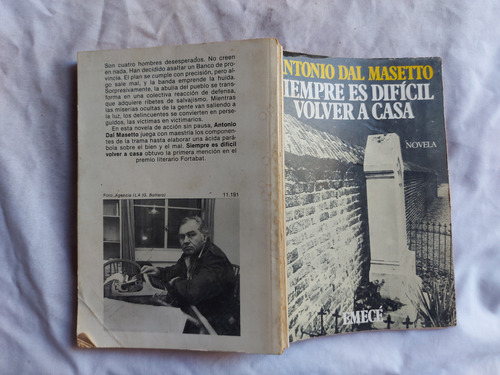 Son cuatro hombres desesperados. No creen
en nada. Han decidido asaltar un Banco de pro-
vincia. El plan se cumple con precisión, pero al-
go sale mal, y la banda emprende la huida.
Sorpresivamente, la abulia del pueblo se trans-
forma en una colectiva reacción de defensa,
que adquiere ribetes de salvajismo. Mientras
las miserias ocultas de la gente van saliendo a
la luz, los delincuentes se convierten en perse-
guidos, las víctimas en victimarios.
En esta novela de acción sin pausa, Antonio
Dal Masetto juega con maestría los componen-
tes de la trama hasta elaborar una ácida pará-
bola sobre el bien y el mal. Siempre es difícil
volver a casa obtuvo la primera mención en el
premio literario Fortabat.
11.191
ANTONIO DAL MASETTO
SIEMPRE ES DIFÍCIL
VOLVER A CASA
NOVELA
EMECÉ